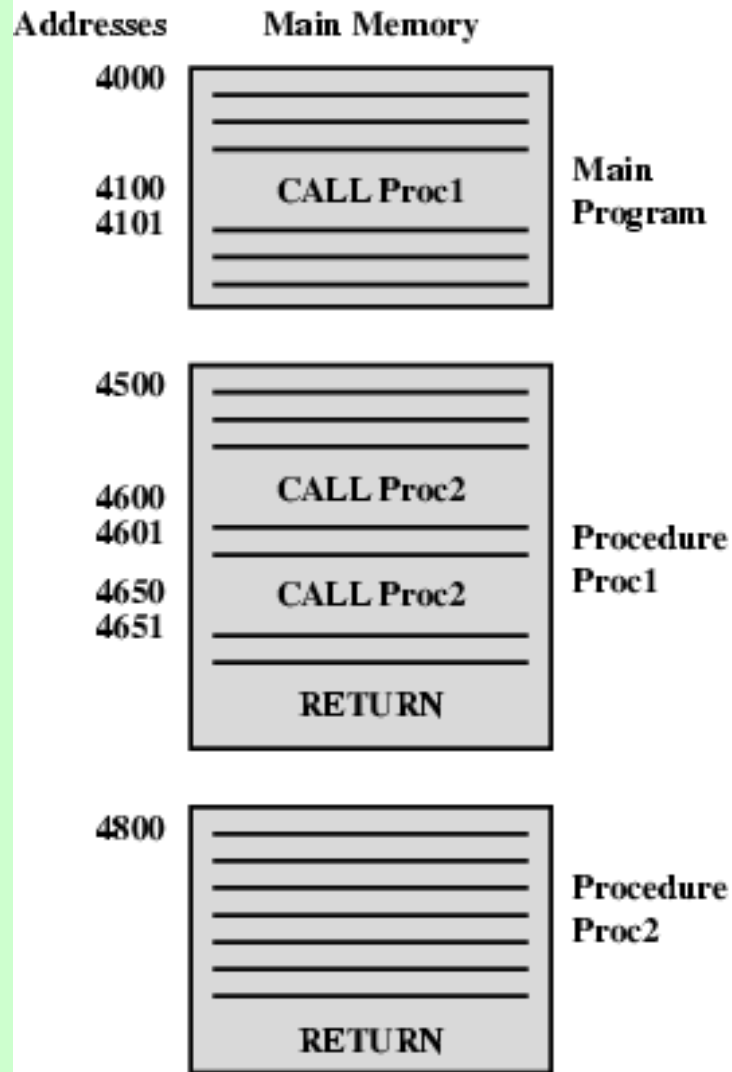 Addresses Main Memory
4000
4100 CALL Proc1
4101
Main
Program
4500
4600 CALL Proc2
4601
4650 CALL Proc2
4651
RETURN
Procedure
Proc1
4800
RETURN
Procedure
Proc2